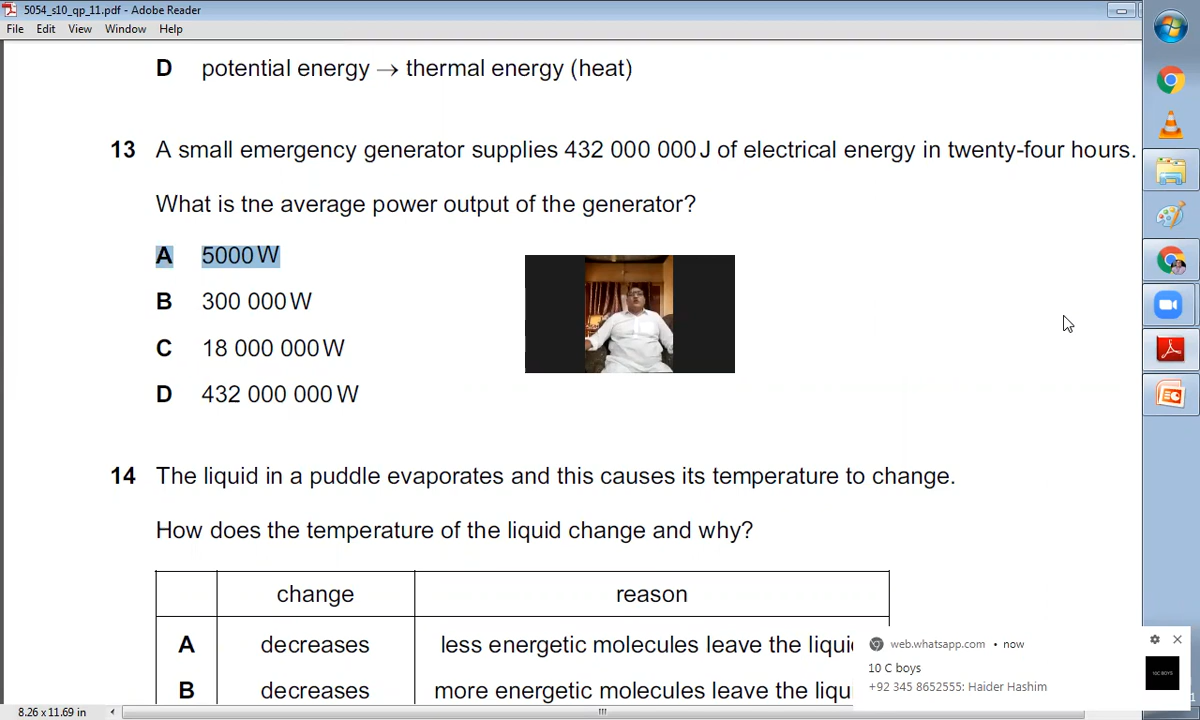 5054_s10_qp_11.pdf - Adobe Reader
File Edit View Window Help
D potential energy → thermal energy (heat)
13 A small emergency generator supplies 432 000 000 J of electrical energy in twenty-four hours.
What is the average power output of the generator?
A 5000 W
B 300 000 W
C 18 000 000 W
D 432 000 000 W
14 The liquid in a puddle evaporates and this causes its temperature to change.
How does the temperature of the liquid change and why?
change reason
A decreases less energetic molecules leave the
B decreases more energetic molecules leave the
web.whatsapp.com • now
10 C boys
+92 345 8652555: Haider Hashim
10C BOYS
8.26 x 11.69 in